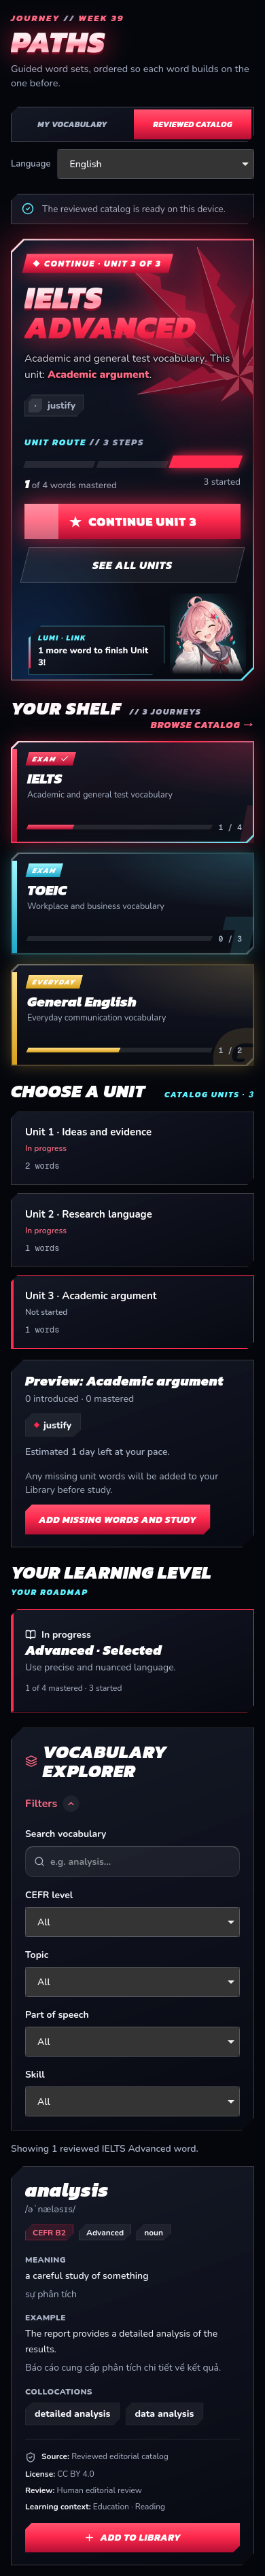 JOURNEY // WEEK 39
PATHS
Guided word sets, ordered so each word builds on the
one before.
MY VOCABULARY
REVIEWED CATALOG
Language
English
The reviewed catalog is ready on this device.
CONTINUE · UNIT 3 OF 3
IELTS
ADVANCED
Academic and general test vocabulary. This
unit: Academic argument.
justify
UNIT ROUTE // 3 STEPS
1 of 4 words mastered
3 started
CONTINUE UNIT 3
SEE ALL UNITS
LUMI · LINK
1 more word to finish Unit
3!
YOUR SHELF // 3 JOURNEYS
BROWSE CATALOG →
EXAM
IELTS
Academic and general test vocabulary
1 / 4
EXAM
TOEIC
Workplace and business vocabulary
0 / 3
EVERYDAY
General English
Everyday communication vocabulary
1 / 2
CHOOSE A UNIT
CATALOG UNITS · 3
Unit 1 · Ideas and evidence
In progress
2 words
Unit 2 · Research language
In progress
1 words
Unit 3 · Academic argument
Not started
1 words
Preview: Academic argument
0 introduced · 0 mastered
justify
Estimated 1 day left at your pace.
Any missing unit words will be added to your
Library before study.
ADD MISSING WORDS AND STUDY
YOUR LEARNING LEVEL
YOUR ROADMAP
In progress
Advanced · Selected
Use precise and nuanced language.
1 of 4 mastered · 3 started
VOCABULARY
EXPLORER
Filters
Search vocabulary
e.g. analysis...
CEFR level
All
Topic
All
Part of speech
All
Skill
All
Showing 1 reviewed IELTS Advanced word.
analysis
/əˈnæləsɪs/
CEFR B2
Advanced
noun
MEANING
a careful study of something
sự phân tích
EXAMPLE
The report provides a detailed analysis of the
results.
Báo cáo cung cấp phân tích chi tiết về kết quả.
COLLOCATIONS
detailed analysis
data analysis
Source: Reviewed editorial catalog
License: CC BY 4.0
Review: Human editorial review
Learning context: Education · Reading
ADD TO LIBRARY